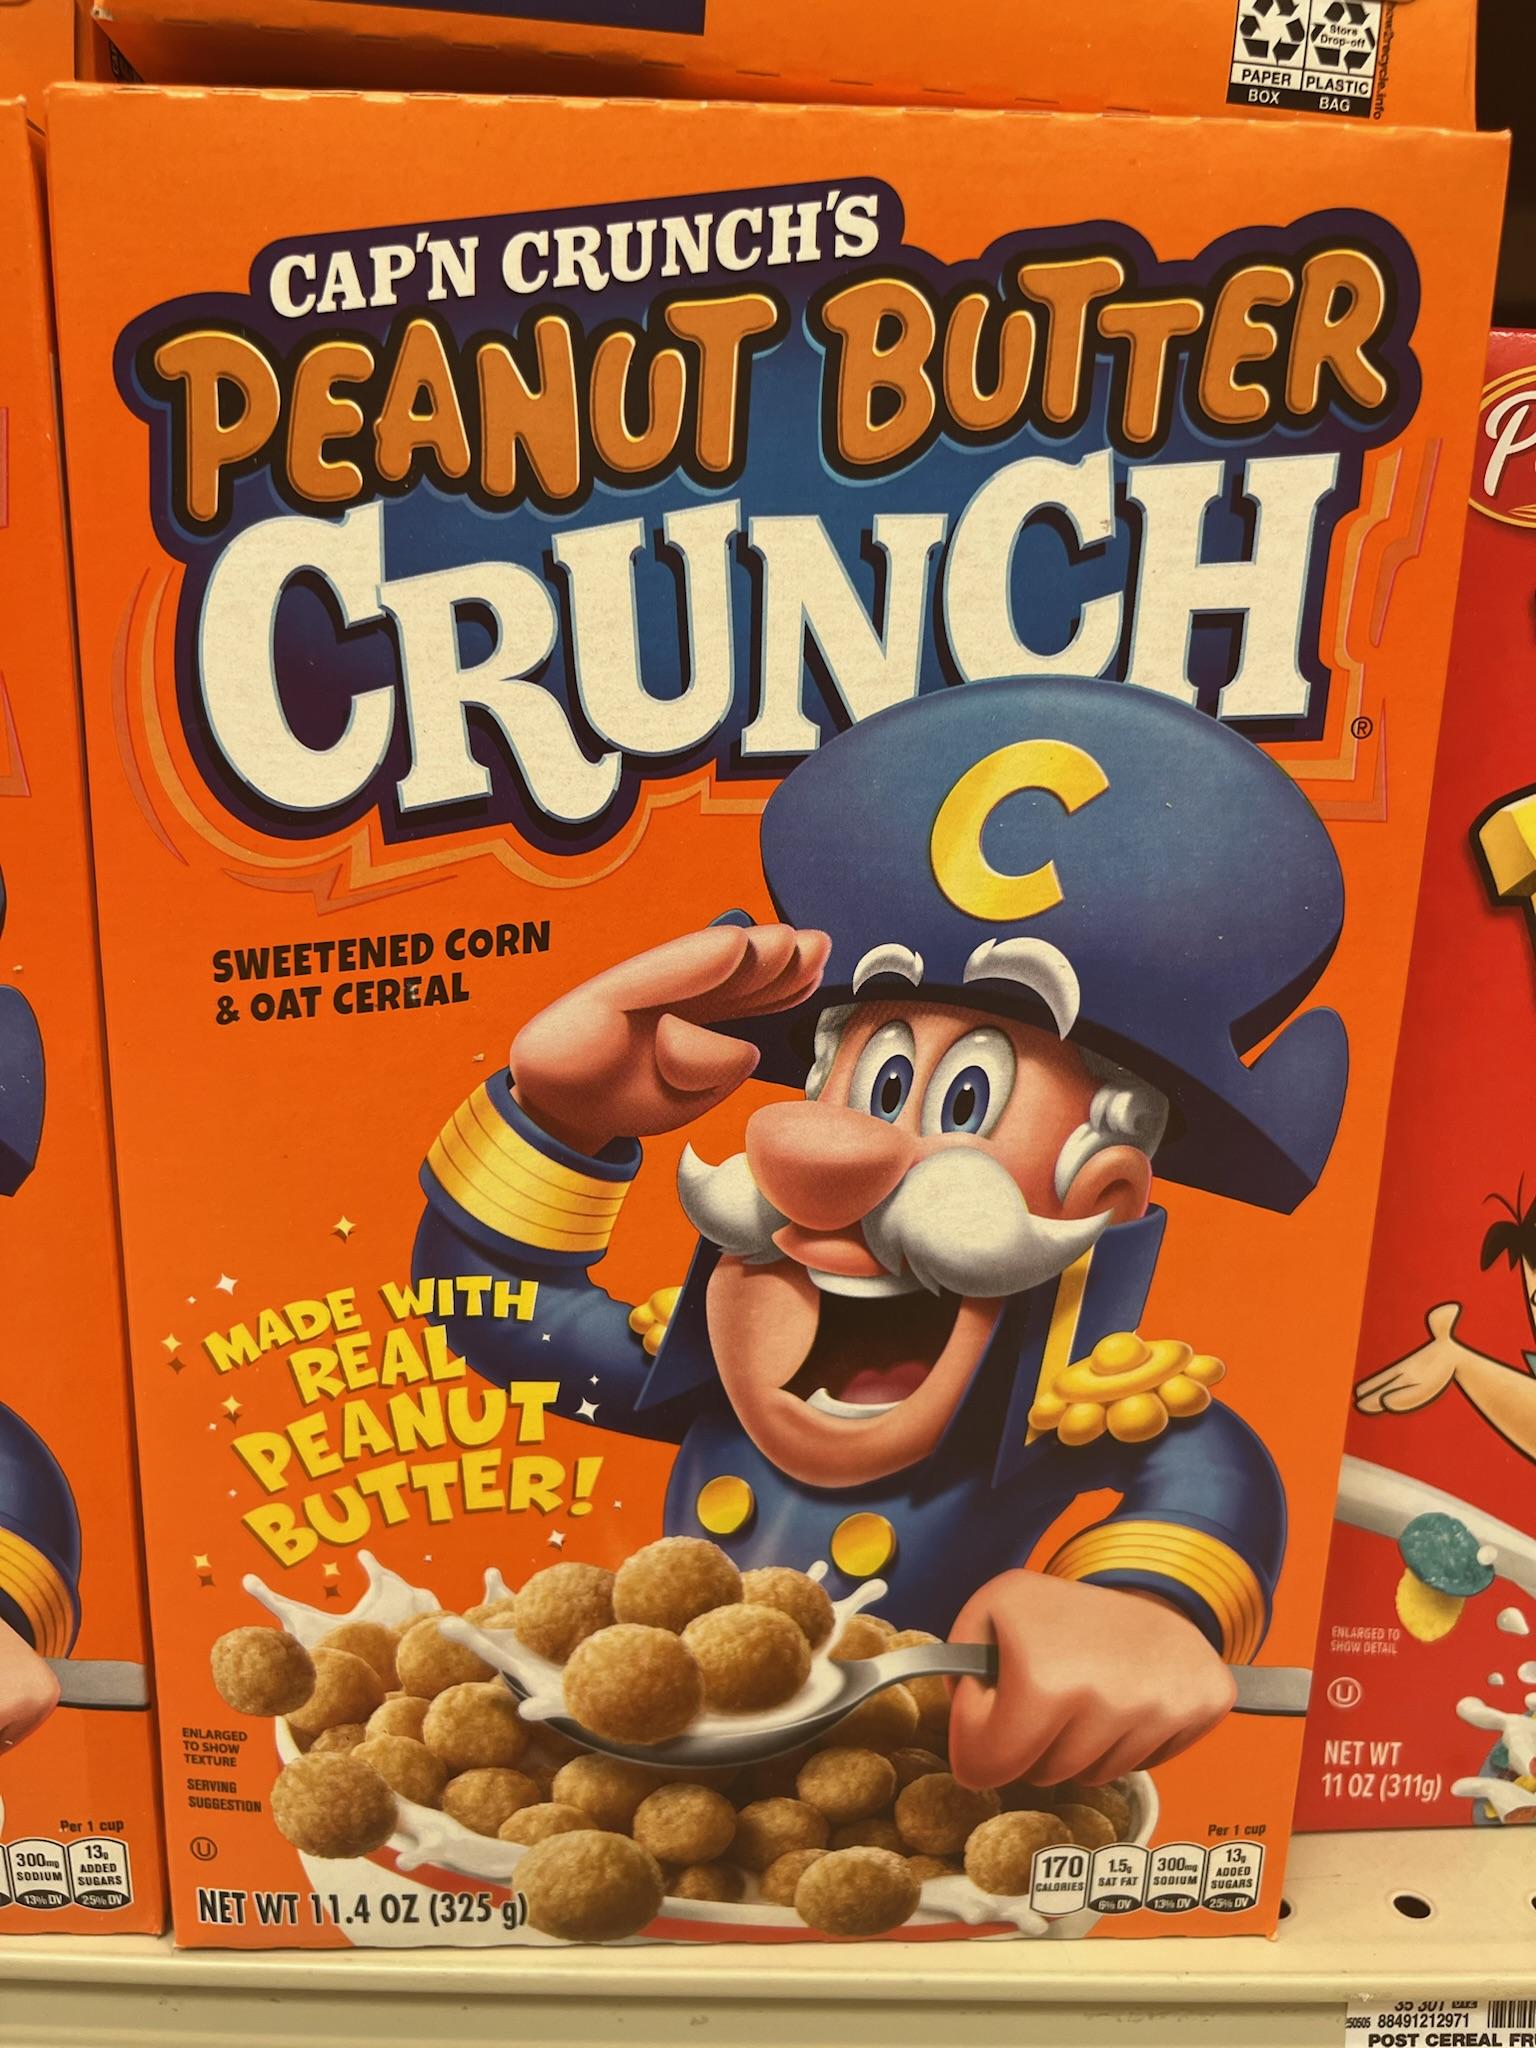 Store
Drop-off
PAPER PLASTIC
BOX BAG
how2recycle.info
CAP'N CRUNCH'S
PEANUT BUTTER
CRUNCH
®
C
SWEETENED CORN
& OAT CEREAL
MADE WITH
REAL
PEANUT
BUTTER!
ENLARGED
TO SHOW
TEXTURE
SERVING
SUGGESTION
U
NET WT 11.4 OZ (325 g)
Per 1 cup
170
CALORIES
1.5g
SAT FAT
6% DV
300mg
SODIUM
13% DV
13g
ADDED
SUGARS
25% DV
Per 1 cup
300mg
SODIUM
13% DV
13g
ADDED
SUGARS
25% DV
P
ENLARGED TO
SHOW DETAIL
U
NET WT
11 OZ (311g)
88491212971
POST CEREAL FR